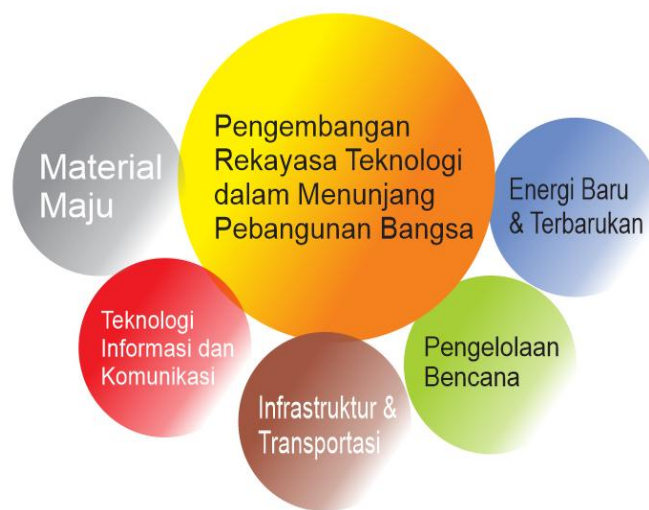 Pengembangan
Rekayasa Teknologi
dalam Menunjang
Pebangunan Bangsa
Material
Maju
Teknologi
Informasi dan
Komunikasi
Infrastruktur &
Transportasi
Pengelolaan
Bencana
Energi Baru
& Terbarukan